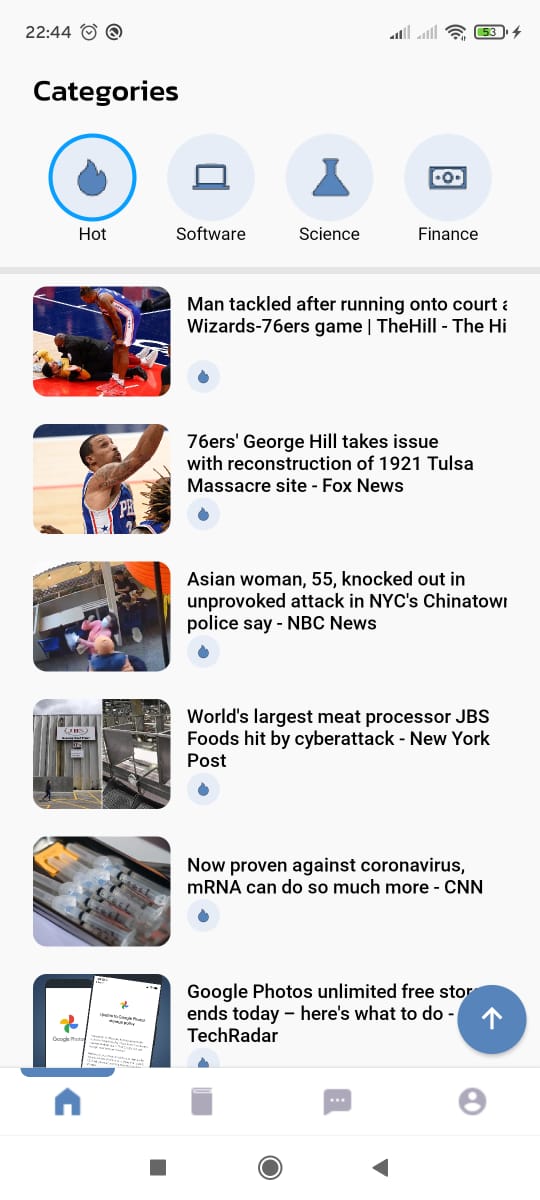 22:44
53
Categories
Hot
Software
Science
Finance
Man tackled after running onto court a
Wizards-76ers game | TheHill - The Hi
76ers' George Hill takes issue
with reconstruction of 1921 Tulsa
Massacre site - Fox News
Asian woman, 55, knocked out in
unprovoked attack in NYC's Chinatown
police say - NBC News
World's largest meat processor JBS
Foods hit by cyberattack - New York
Post
JBS
Now proven against coronavirus,
mRNA can do so much more - CNN
Google Photos unlimited free stor
ends today – here's what to do -
TechRadar
Google Photos